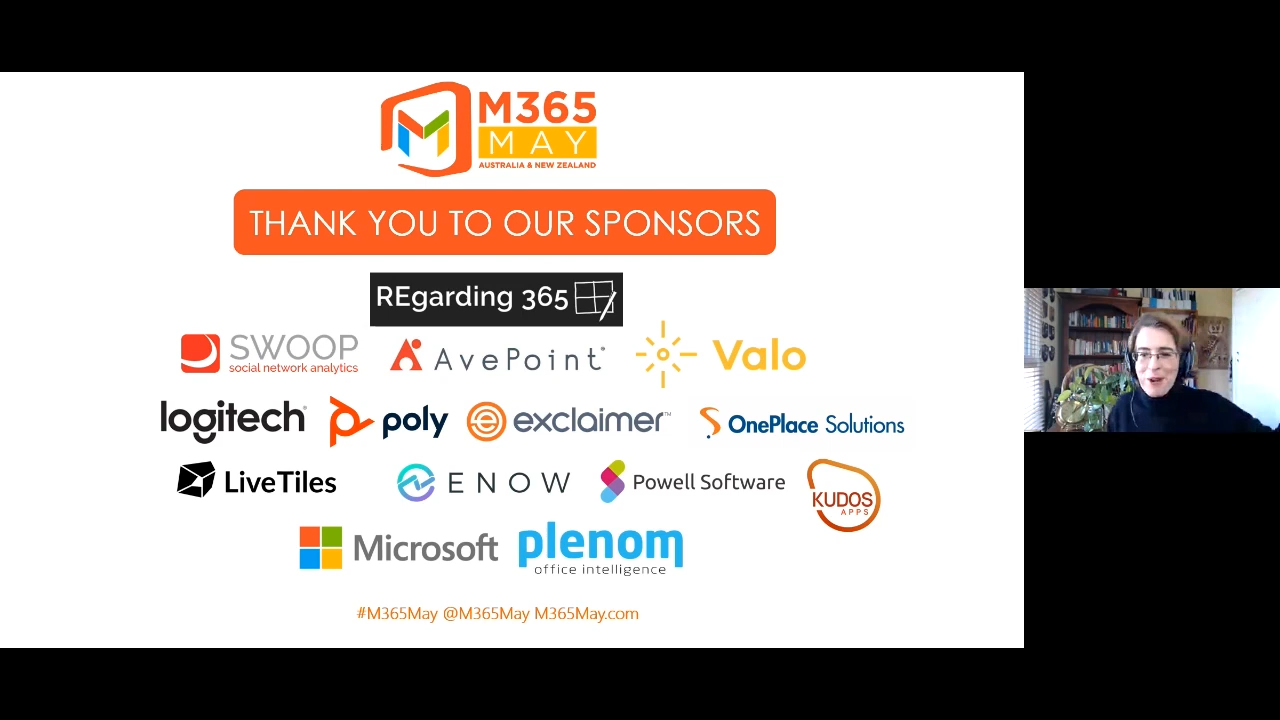 M365
MAY
AUSTRALIA & NEW ZEALAND
THANK YOU TO OUR SPONSORS
REgarding 365
SWOOP
social network analytics
AvePoint
Valo
logitech
poly
exclaimer™
OnePlace Solutions
LiveTiles
ENOW
Powell Software
KUDOS
APPS
Microsoft
plenom
office intelligence
#M365May @M365May M365May.com